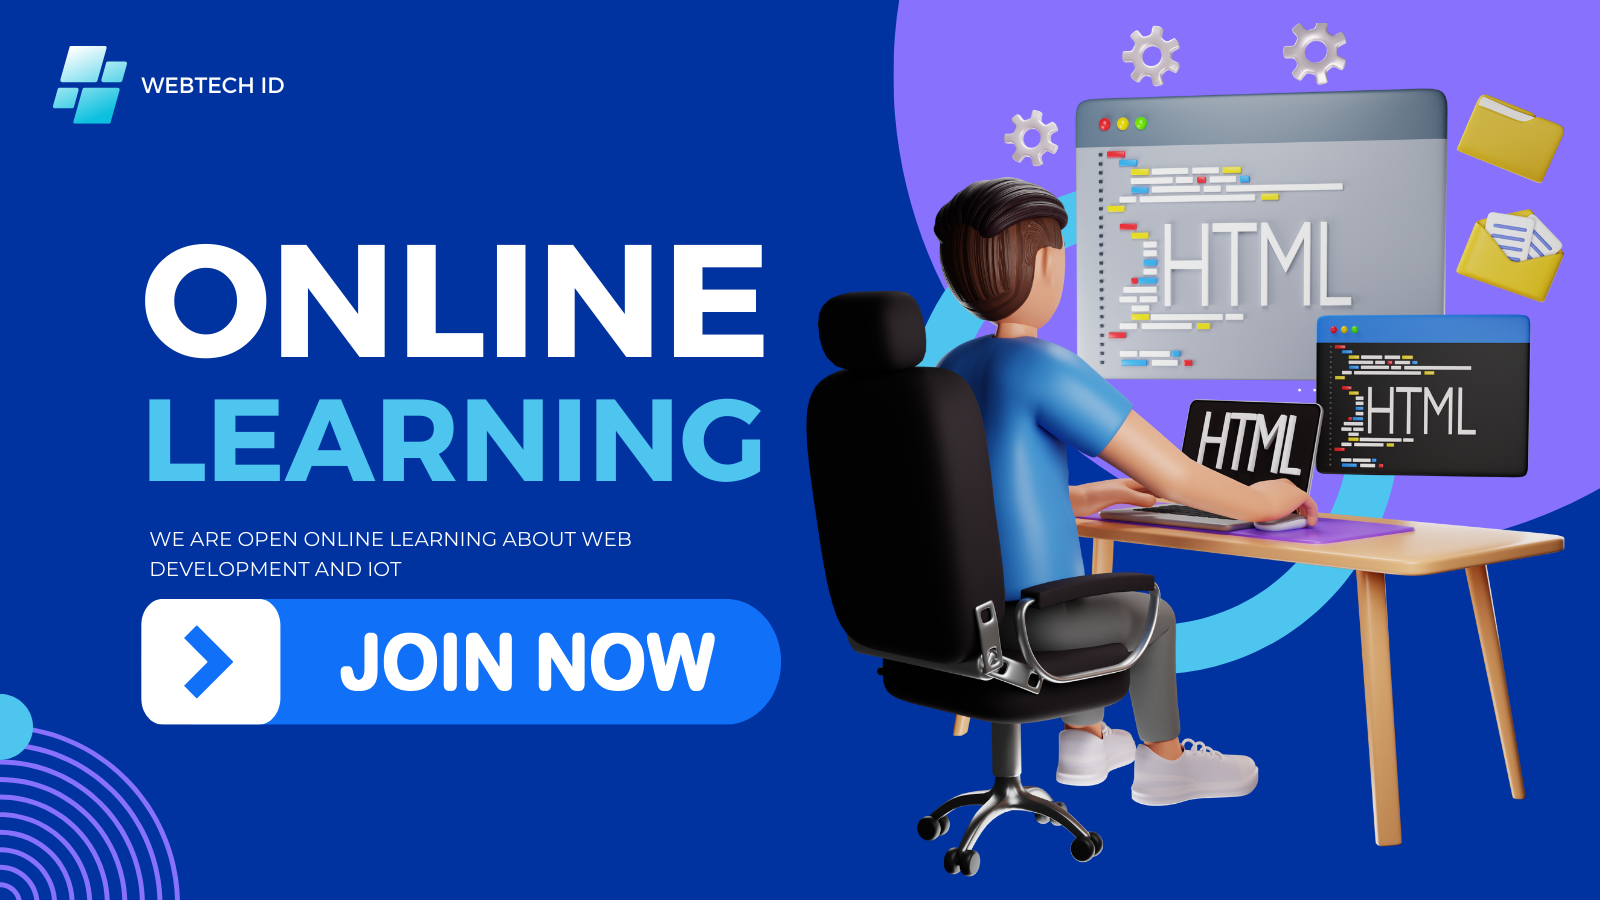 WEBTECH ID
ONLINE
LEARNING
WE ARE OPEN ONLINE LEARNING ABOUT WEB
DEVELOPMENT AND IOT
JOIN NOW
HTML
HTML
HTML